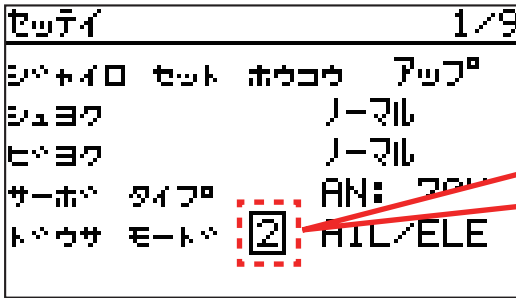 セッテイ 1/9
ジャイロ セット ホウコウ アップ
シュヨク ノーマル
ビヨク ノーマル
サーボ タイプ AN:
ドウサ モード 2 AIL/ELE